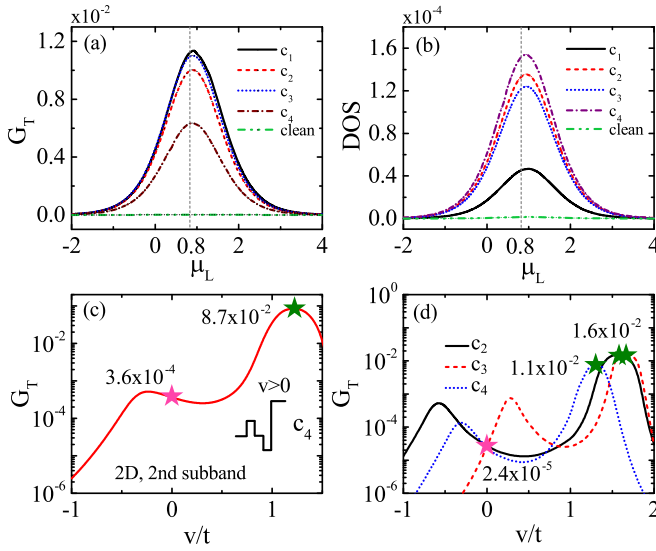 x10⁻²
(a)
1.2
0.8
0.4
0.0
G_T
c₁
c₂
c₃
c₄
clean
-2 0 0.8 2 4
μ_L
x10⁻⁴
(b)
1.6
1.2
0.8
0.4
0.0
DOS
c₁
c₂
c₃
c₄
clean
-2 0 0.8 2 4
μ_L
(c)
10⁻²
10⁻⁴
10⁻⁶
G_T
8.7x10⁻²
3.6x10⁻⁴
v>0
c₄
2D, 2nd subband
-1 0 1
v/t
(d)
10⁰
10⁻²
10⁻⁴
10⁻⁶
G_T
c₂
c₃
c₄
1.6x10⁻²
1.1x10⁻²
2.4x10⁻⁵
-1 0 1 2
v/t